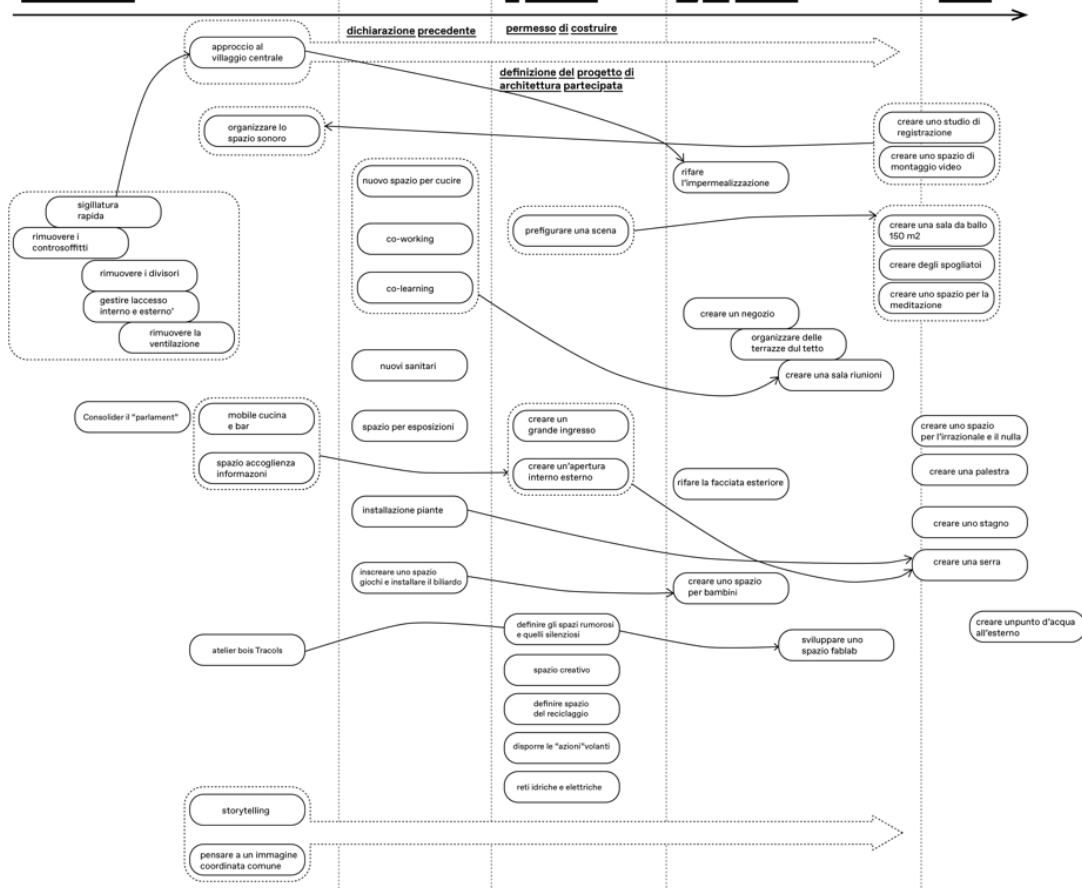 dichiarazione precedente
permesso di costruire
approccio al
villaggio centrale
definizione del progetto di
architettura partecipata
organizzare lo
spazio sonoro
creare uno studio di
registrazione
creare uno spazio di
montaggio video
rifare
l'impermealizzazione
nuovo spazio per cucire
sigillatura
rapida
rimuovere i
controsoffitti
prefigurare una scena
creare una sala da ballo
150 m2
co-working
creare degli spogliatoi
rimuovere i divisori
co-learning
creare uno spazio per la
meditazione
gestire laccesso
interno e esterno'
creare un negozio
rimuovere la
ventilazione
organizzare delle
terrazze dul tetto
nuovi sanitari
creare una sala riunioni
Consolider il "parlament"
mobile cucina
e bar
spazio per esposizioni
creare un
grande ingresso
creare uno spazio
per l'irrazionale e il nulla
spazio accoglienza
informazoni
creare un'apertura
interno esterno
rifare la facciata esteriore
creare una palestra
installazione piante
creare uno stagno
creare una serra
inscreare uno spazio
giochi e installare il biliardo
creare uno spazio
per bambini
definire gli spazi rumorosi
e quelli silenziosi
creare unpunto d'acqua
all'esterno
atelier bois Tracols
sviluppare uno
spazio fablab
spazio creativo
definire spazio
del reciclaggio
disporre le "azioni"volanti
reti idriche e elettriche
storytelling
pensare a un immagine
coordinata comune